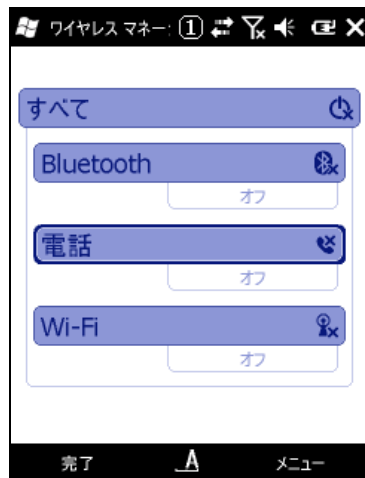 ワイヤレス マネー: 1
すべて
Bluetooth
オフ
電話
オフ
Wi-Fi
オフ
完了 A メニュー